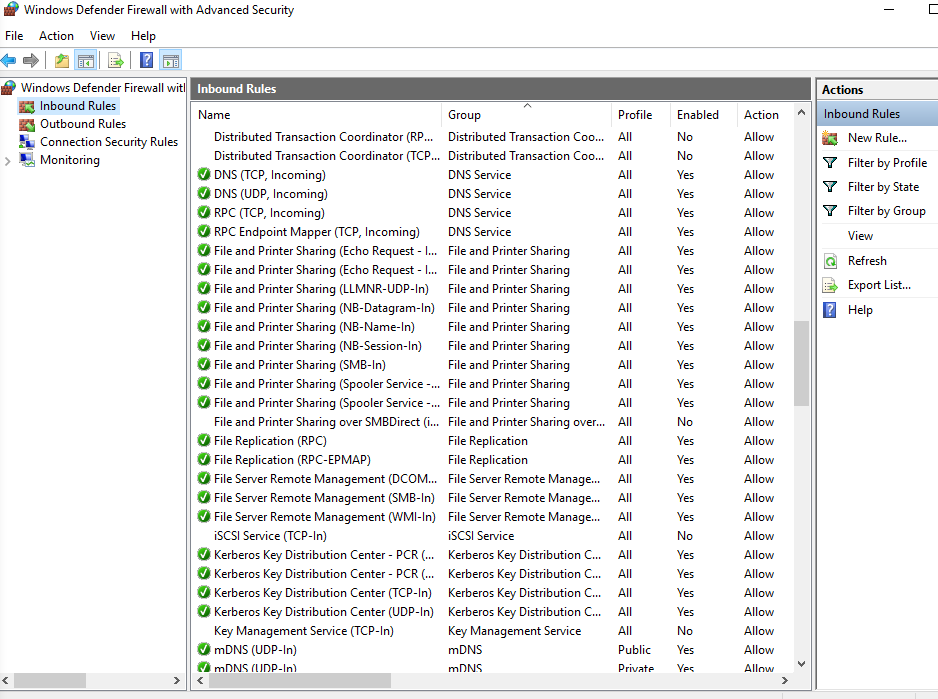 Windows Defender Firewall with Advanced Security
File Action View Help
Windows Defender Firewall with
Inbound Rules
Outbound Rules
Connection Security Rules
Monitoring
Inbound Rules
Name Group Profile Enabled Action
Distributed Transaction Coordinator (RP... Distributed Transaction Coo... All No Allow
Distributed Transaction Coordinator (TCP... Distributed Transaction Coo... All No Allow
DNS (TCP, Incoming) DNS Service All Yes Allow
DNS (UDP, Incoming) DNS Service All Yes Allow
RPC (TCP, Incoming) DNS Service All Yes Allow
RPC Endpoint Mapper (TCP, Incoming) DNS Service All Yes Allow
File and Printer Sharing (Echo Request - I... File and Printer Sharing All Yes Allow
File and Printer Sharing (Echo Request - I... File and Printer Sharing All Yes Allow
File and Printer Sharing (LLMNR-UDP-In) File and Printer Sharing All Yes Allow
File and Printer Sharing (NB-Datagram-In) File and Printer Sharing All Yes Allow
File and Printer Sharing (NB-Name-In) File and Printer Sharing All Yes Allow
File and Printer Sharing (NB-Session-In) File and Printer Sharing All Yes Allow
File and Printer Sharing (SMB-In) File and Printer Sharing All Yes Allow
File and Printer Sharing (Spooler Service -... File and Printer Sharing All Yes Allow
File and Printer Sharing (Spooler Service -... File and Printer Sharing All Yes Allow
File and Printer Sharing over SMBDirect (i... File and Printer Sharing over... All No Allow
File Replication (RPC) File Replication All Yes Allow
File Replication (RPC-EPMAP) File Replication All Yes Allow
File Server Remote Management (DCOM... File Server Remote Manage... All Yes Allow
File Server Remote Management (SMB-In) File Server Remote Manage... All Yes Allow
File Server Remote Management (WMI-In) File Server Remote Manage... All Yes Allow
iSCSI Service (TCP-In) iSCSI Service All No Allow
Kerberos Key Distribution Center - PCR (... Kerberos Key Distribution C... All Yes Allow
Kerberos Key Distribution Center - PCR (... Kerberos Key Distribution C... All Yes Allow
Kerberos Key Distribution Center (TCP-In) Kerberos Key Distribution C... All Yes Allow
Kerberos Key Distribution Center (UDP-In) Kerberos Key Distribution C... All Yes Allow
Key Management Service (TCP-In) Key Management Service All No Allow
mDNS (UDP-In) mDNS Public Yes Allow
mDNS (UDP-In) mDNS Private Yes Allow
Actions
Inbound Rules
New Rule...
Filter by Profile
Filter by State
Filter by Group
View
Refresh
Export List...
Help